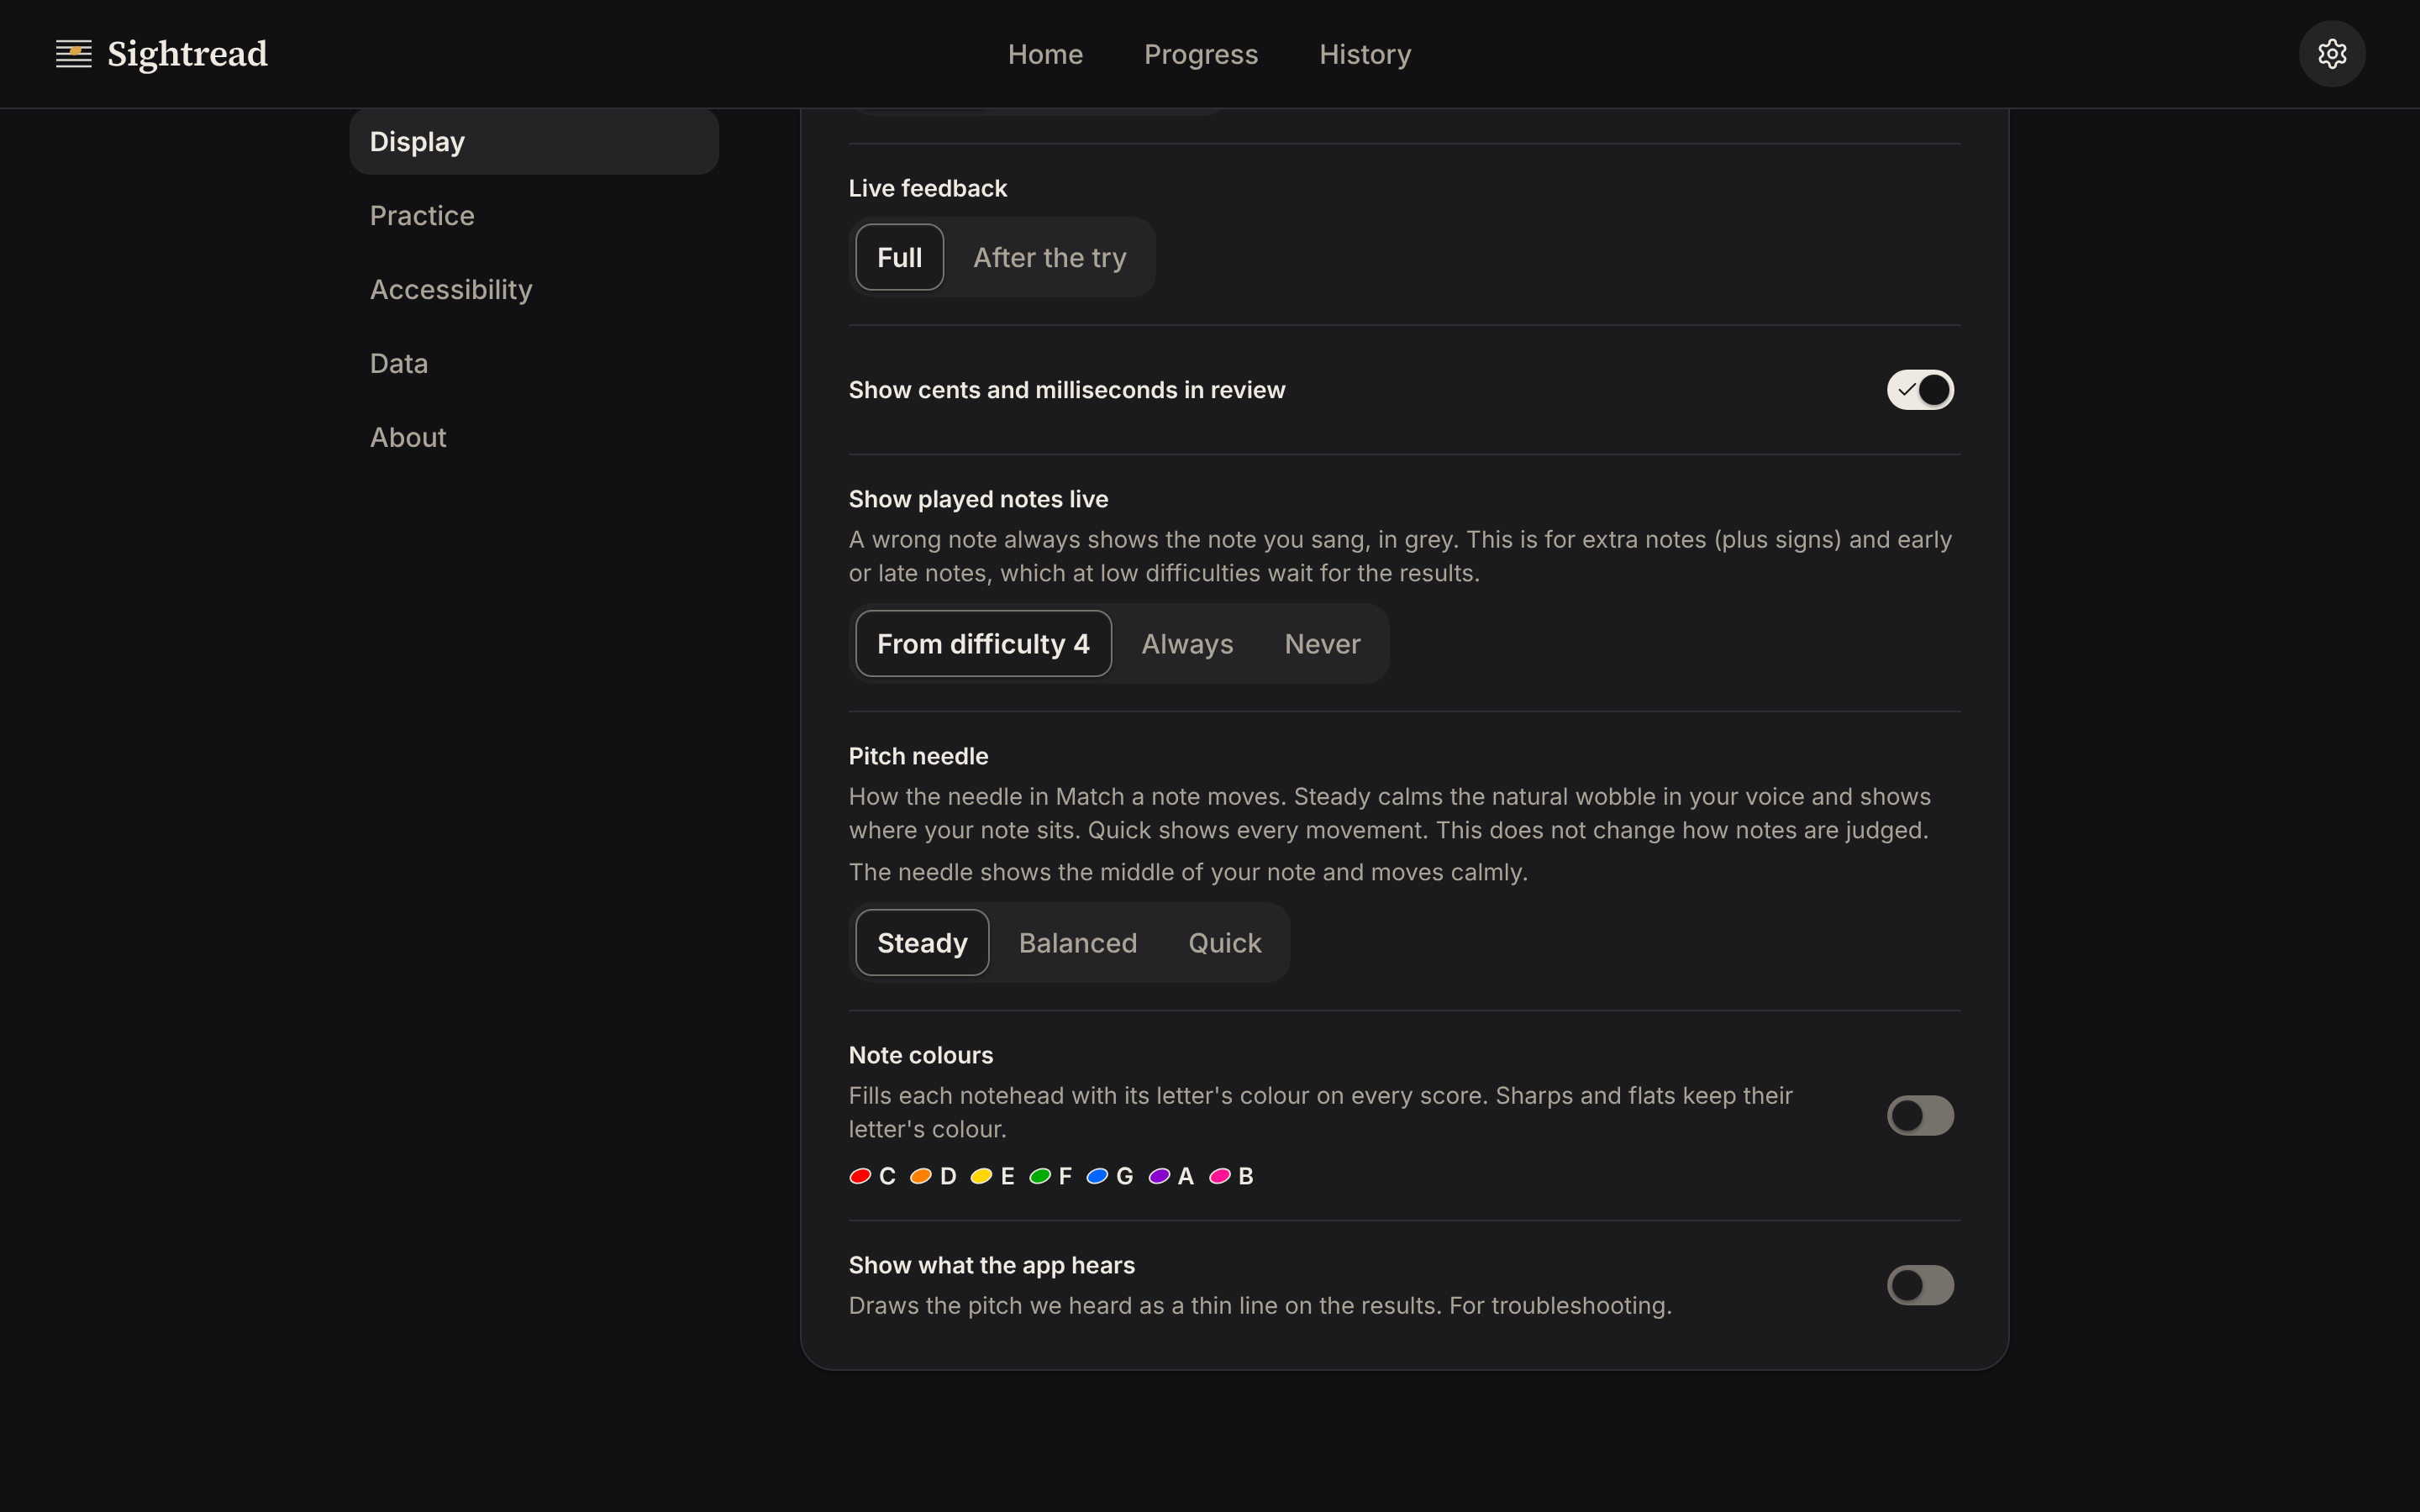 Sightread
Home Progress History
Display
Practice
Accessibility
Data
About
Live feedback
Full After the try
Show cents and milliseconds in review
Show played notes live
A wrong note always shows the note you sang, in grey. This is for extra notes (plus signs) and early
or late notes, which at low difficulties wait for the results.
From difficulty 4 Always Never
Pitch needle
How the needle in Match a note moves. Steady calms the natural wobble in your voice and shows
where your note sits. Quick shows every movement. This does not change how notes are judged.
The needle shows the middle of your note and moves calmly.
Steady Balanced Quick
Note colours
Fills each notehead with its letter's colour on every score. Sharps and flats keep their
letter's colour.
C D E F G A B
Show what the app hears
Draws the pitch we heard as a thin line on the results. For troubleshooting.